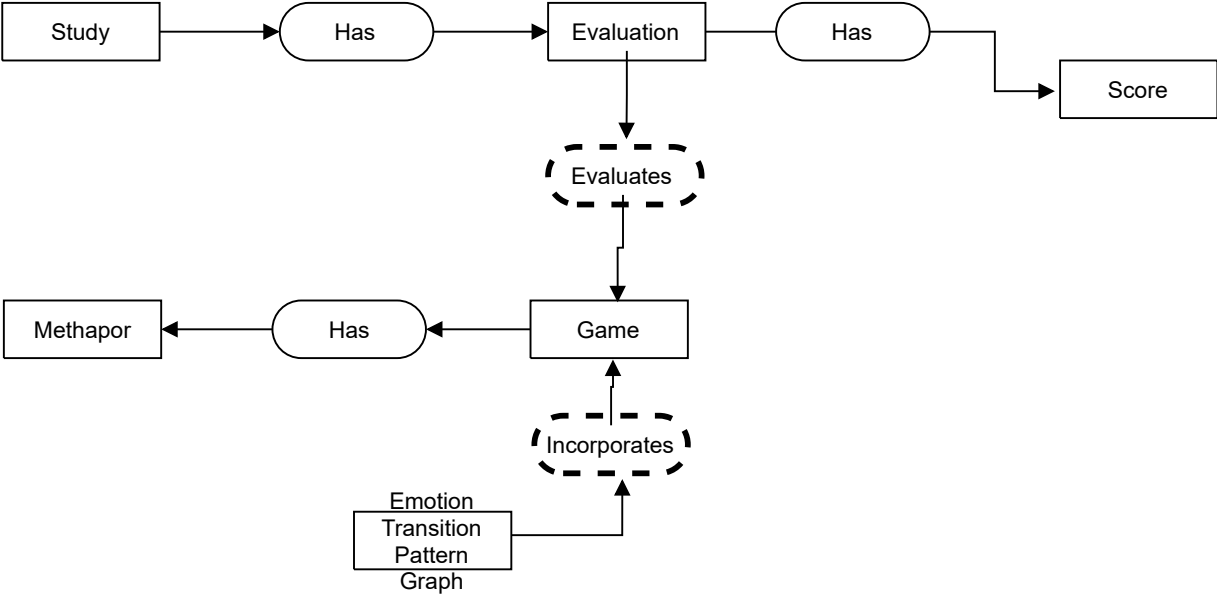 Study
Has
Evaluation
Has
Score
Evaluates
Methapor
Has
Game
Incorporates
Emotion
Transition
Pattern
Graph